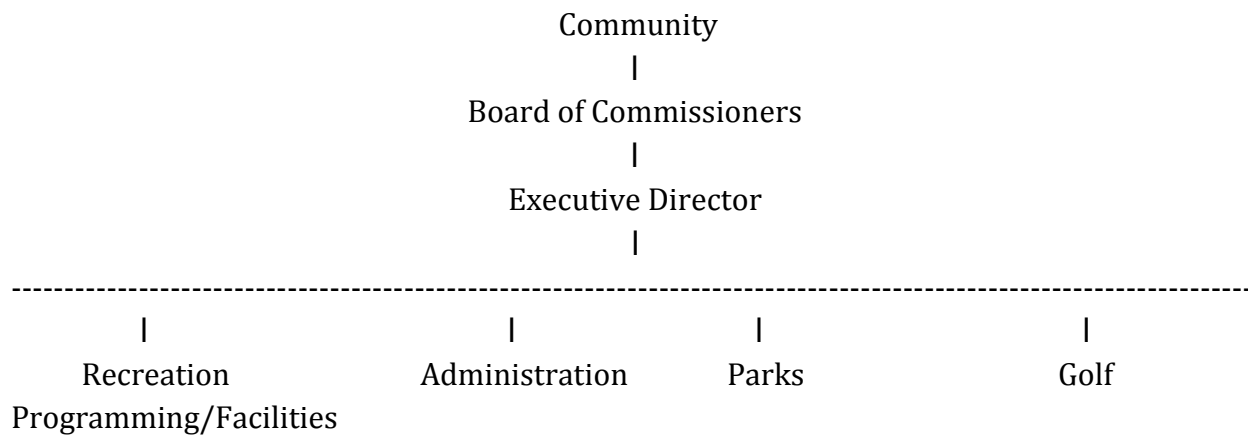 Community
|
Board of Commissioners
|
Executive Director
|
------------------------------------------------------------------------------------------------------------------------
| | | |
Recreation Administration Parks Golf
Programming/Facilities